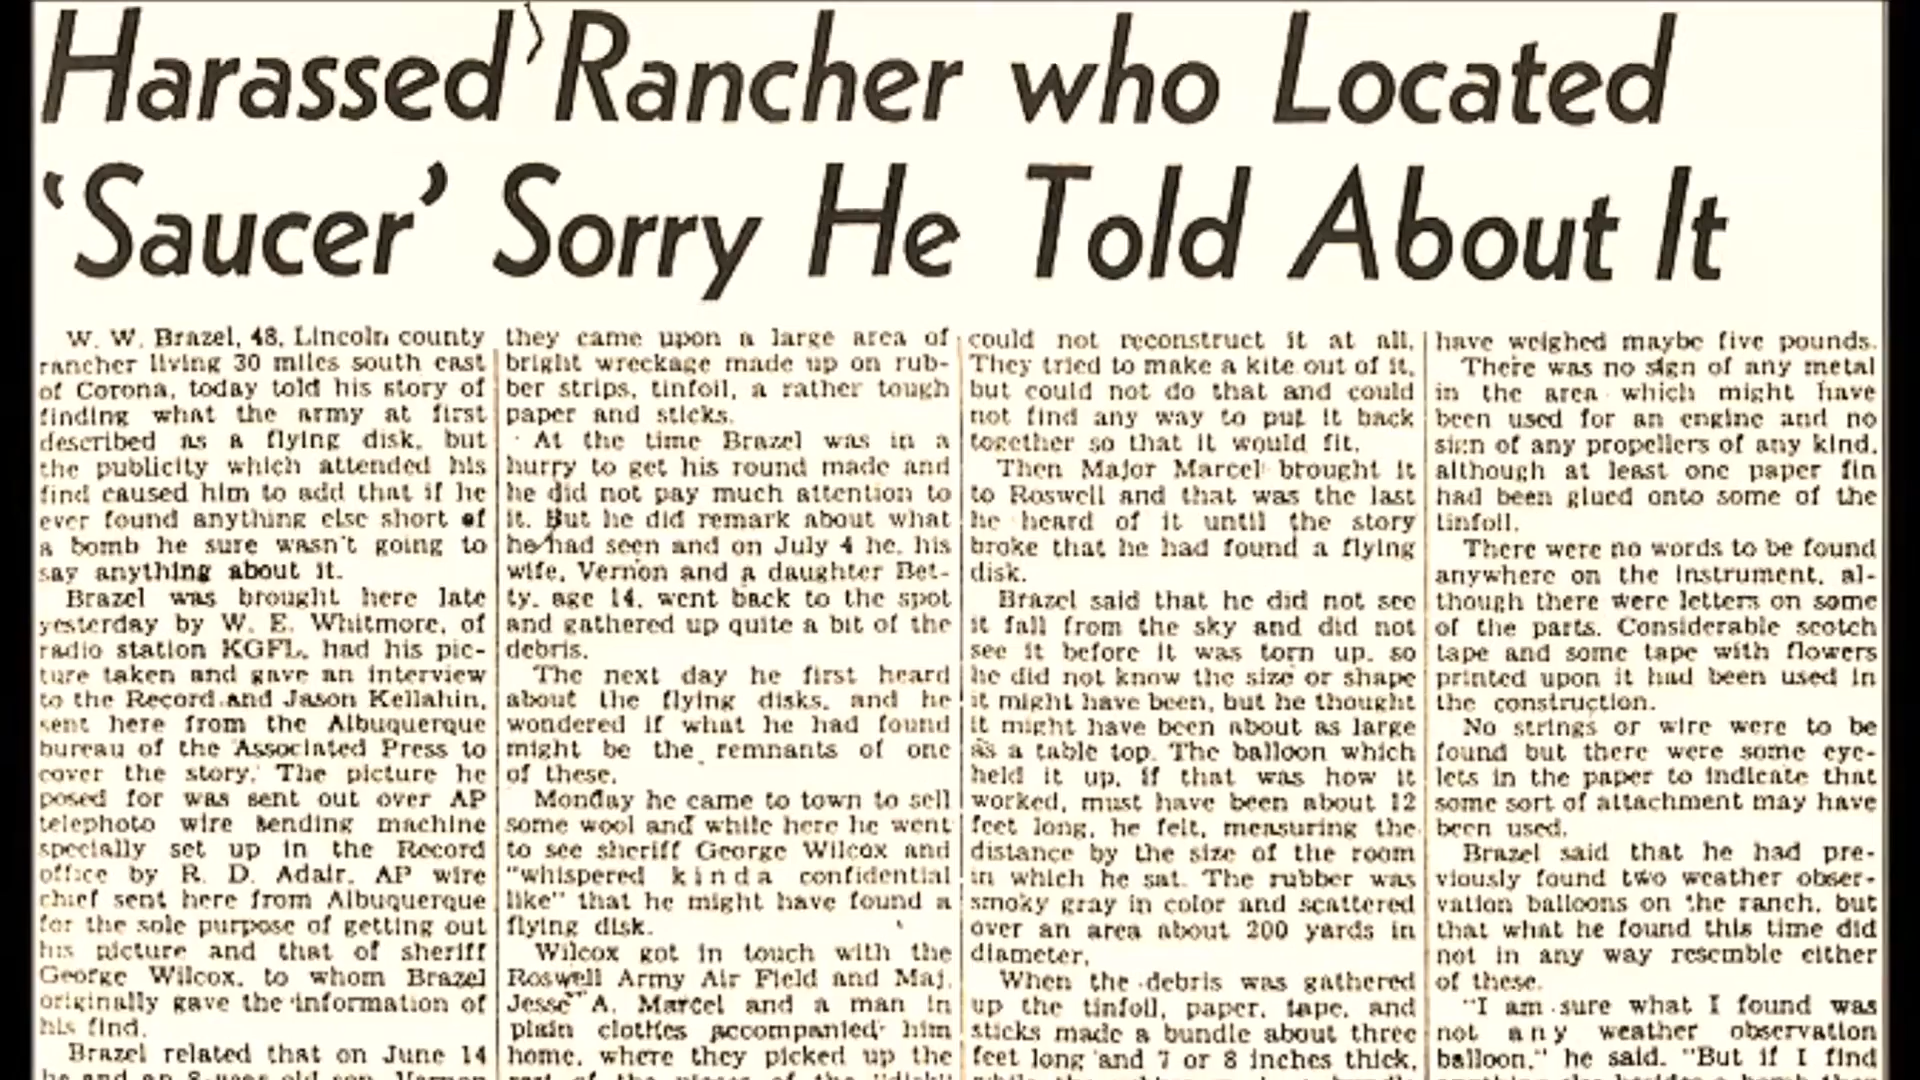 Harassed Rancher who Located
'Saucer' Sorry He Told About It
W. W. Brazel, 48, Lincoln county
rancher living 30 miles south east
of Corona, today told his story of
finding what the army at first
described as a flying disk, but
the publicity which attended his
find caused him to add that if he
ever found anything else short of
a bomb he sure wasn't going to
say anything about it.
Brazel was brought here late
yesterday by W. E. Whitmore, of
radio station KGFL, had his pic-
ture taken and gave an interview
to the Record and Jason Kellahin,
sent here from the Albuquerque
bureau of the Associated Press to
cover the story. The picture he
posed for was sent out over AP
telephoto wire sending machine
specially set up in the Record
office by R. D. Adair, AP wire
chief sent here from Albuquerque
for the sole purpose of getting out
his picture and that of sheriff
George Wilcox, to whom Brazel
originally gave the information of
his find.
Brazel related that on June 14
he and an 8-year old son, Vernon
they came upon a large area of
bright wreckage made up on rub-
ber strips, tinfoil, a rather tough
paper and sticks.
At the time Brazel was in a
hurry to get his round made and
he did not pay much attention to
it. But he did remark about what
he had seen and on July 4 he, his
wife, Vernon and a daughter Bet-
ty, age 14, went back to the spot
and gathered up quite a bit of the
debris.
The next day he first heard
about the flying disks, and he
wondered if what he had found
might be the remnants of one
of these.
Monday he came to town to sell
some wool and while here he went
to see sheriff George Wilcox and
"whispered kinda confidential
like" that he might have found a
flying disk.
Wilcox got in touch with the
Roswell Army Air Field and Maj.
Jesse A. Marcel and a man in
plain clothes accompanied him
home, where they picked up the
rest of the pieces of the "disk"
could not reconstruct it at all.
They tried to make a kite out of it,
but could not do that and could
not find any way to put it back
together so that it would fit.
Then Major Marcel brought it
to Roswell and that was the last
he heard of it until the story
broke that he had found a flying
disk.
Brazel said that he did not see
it fall from the sky and did not
see it before it was torn up, so
he did not know the size or shape
it might have been, but he thought
it might have been about as large
as a table top. The balloon which
held it up, if that was how it
worked, must have been about 12
feet long, he felt, measuring the
distance by the size of the room
in which he sat. The rubber was
smoky gray in color and scattered
over an area about 200 yards in
diameter.
When the debris was gathered
up the tinfoil, paper, tape, and
sticks made a bundle about three
feet long and 7 or 8 inches thick,
have weighed maybe five pounds.
There was no sign of any metal
in the area which might have
been used for an engine and no
sign of any propellers of any kind,
although at least one paper fin
had been glued onto some of the
tinfoil.
There were no words to be found
anywhere on the instrument, al-
though there were letters on some
of the parts. Considerable scotch
tape and some tape with flowers
printed upon it had been used in
the construction.
No strings or wire were to be
found but there were some eye-
lets in the paper to indicate that
some sort of attachment may have
been used.
Brazel said that he had pre-
viously found two weather obser-
vation balloons on the ranch, but
that what he found this time did
not in any way resemble either
of these.
"I am sure what I found was
not any weather observation
balloon," he said. "But if I find